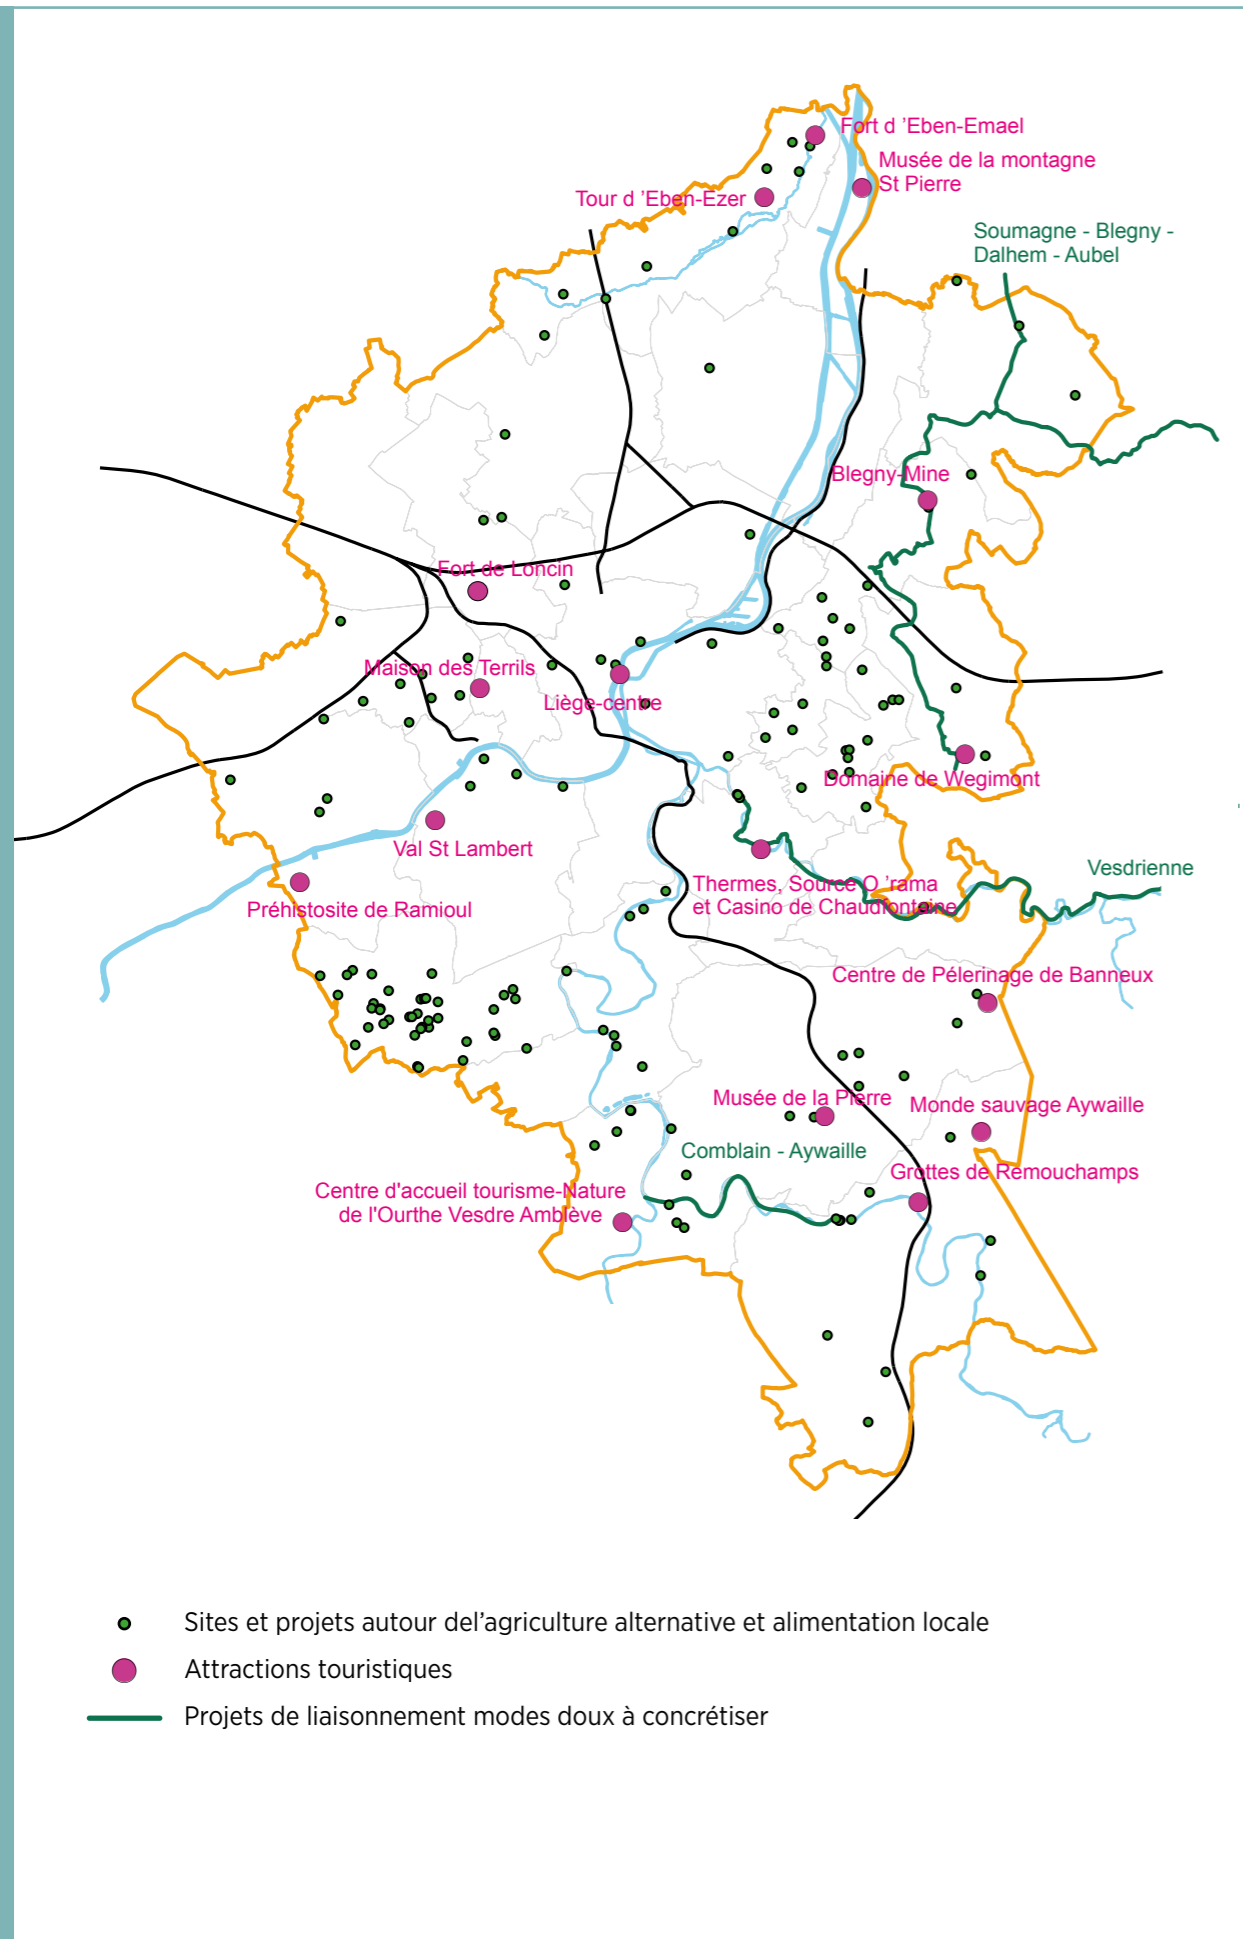 Fort d 'Eben-Emael
Musée de la montagne
St Pierre
Tour d 'Eben-Ezer
Soumagne - Blegny -
Dalhem - Aubel
Blegny-Mine
Fort de Loncin
Maison des Terrils
Liège-centre
Domaine de Wegimont
Val St Lambert
Préhistosite de Ramioul
Thermes, Source O 'rama
et Casino de Chaudfontaine
Vesdrienne
Centre de Pélerinage de Banneux
Musée de la Pierre
Monde sauvage Aywaille
Comblain - Aywaille
Grottes de Remouchamps
Centre d'accueil tourisme-Nature
de l'Ourthe Vesdre Amblève
Sites et projets autour del'agriculture alternative et alimentation locale
Attractions touristiques
Projets de liaisonnement modes doux à concrétiser